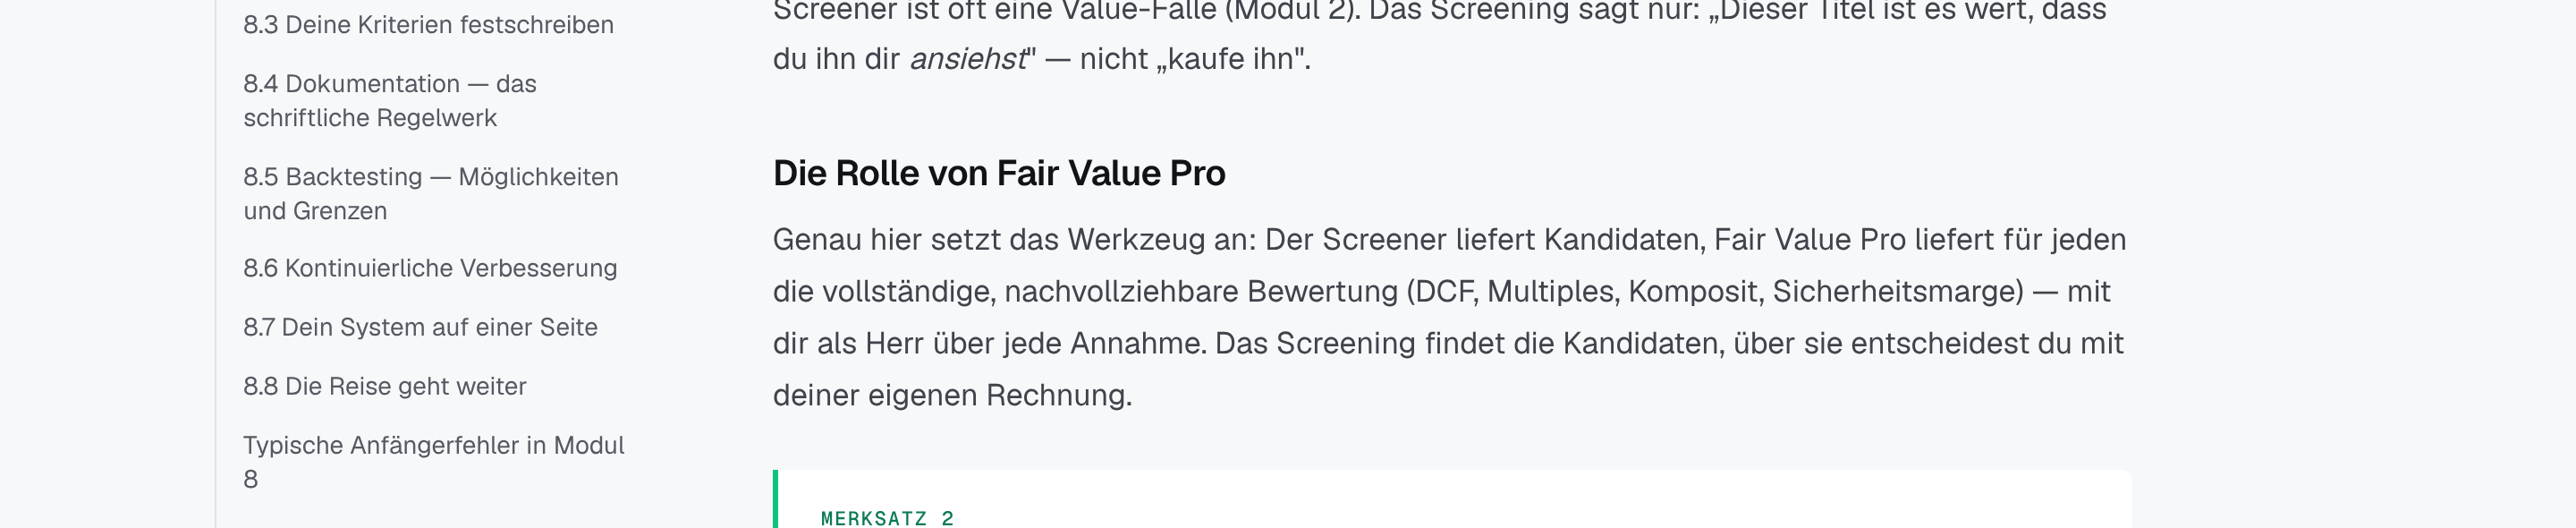 8.3 Deine Kriterien festschreiben
8.4 Dokumentation — das
schriftliche Regelwerk
8.5 Backtesting — Möglichkeiten
und Grenzen
8.6 Kontinuierliche Verbesserung
8.7 Dein System auf einer Seite
8.8 Die Reise geht weiter
Typische Anfängerfehler in Modul
8
Screener ist oft eine Value-Falle (Modul 2). Das Screening sagt nur: „Dieser Titel ist es wert, dass
du ihn dir ansiehst" — nicht „kaufe ihn".
Die Rolle von Fair Value Pro
Genau hier setzt das Werkzeug an: Der Screener liefert Kandidaten, Fair Value Pro liefert für jeden
die vollständige, nachvollziehbare Bewertung (DCF, Multiples, Komposit, Sicherheitsmarge) — mit
dir als Herr über jede Annahme. Das Screening findet die Kandidaten, über sie entscheidest du mit
deiner eigenen Rechnung.
MERKSATZ 2